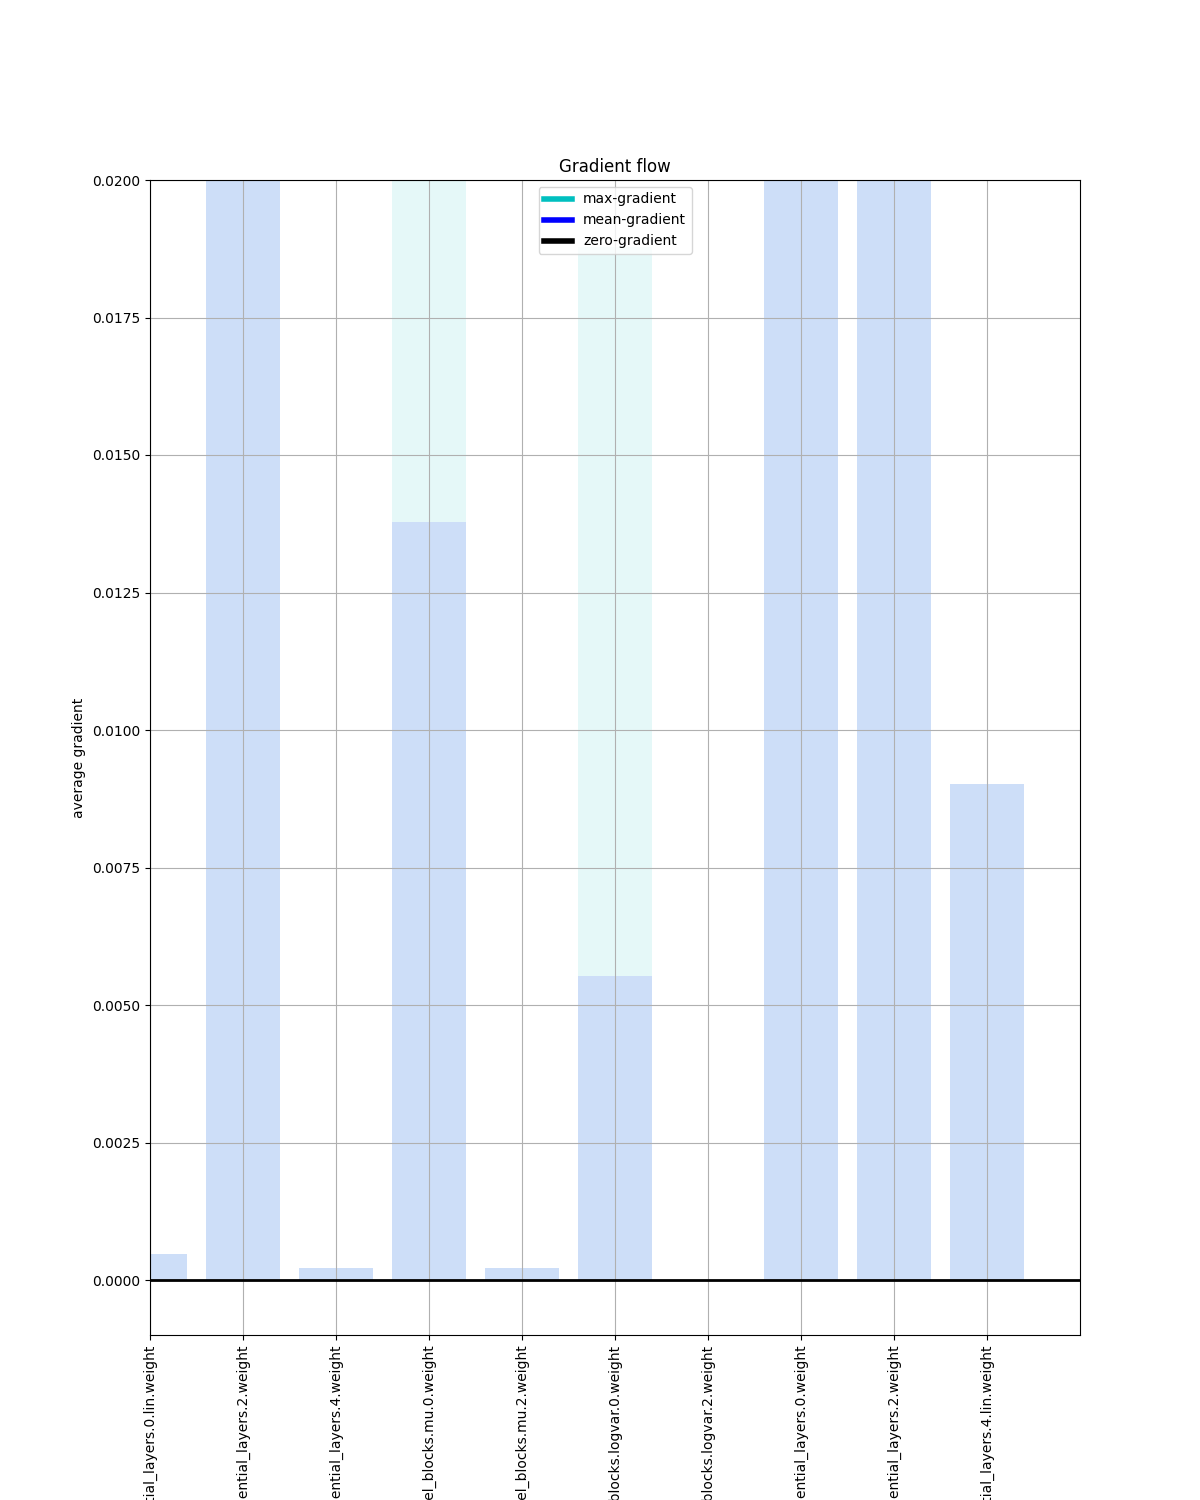 Gradient flow
max-gradient
mean-gradient
zero-gradient
0.0200
0.0175
0.0150
0.0125
0.0100
0.0075
0.0050
0.0025
0.0000
average gradient
tial_layers.0.lin.weight
ential_layers.2.weight
ential_layers.4.weight
el_blocks.mu.0.weight
el_blocks.mu.2.weight
blocks.logvar.0.weight
blocks.logvar.2.weight
ential_layers.0.weight
ential_layers.2.weight
tial_layers.4.lin.weight